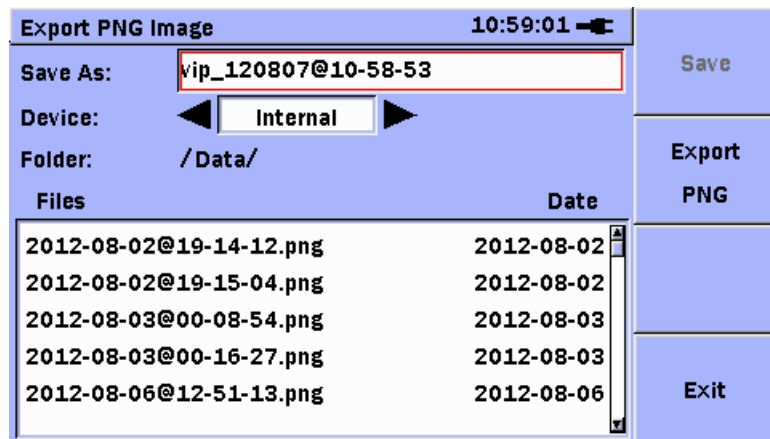 Export PNG Image 10:59:01
Save As: vip_120807@10-58-53
Device: Internal
Folder: /Data/
Files Date
2012-08-02@19-14-12.png 2012-08-02
2012-08-02@19-15-04.png 2012-08-02
2012-08-03@00-08-54.png 2012-08-03
2012-08-03@00-16-27.png 2012-08-03
2012-08-06@12-51-13.png 2012-08-06
Save
Export
PNG
Exit